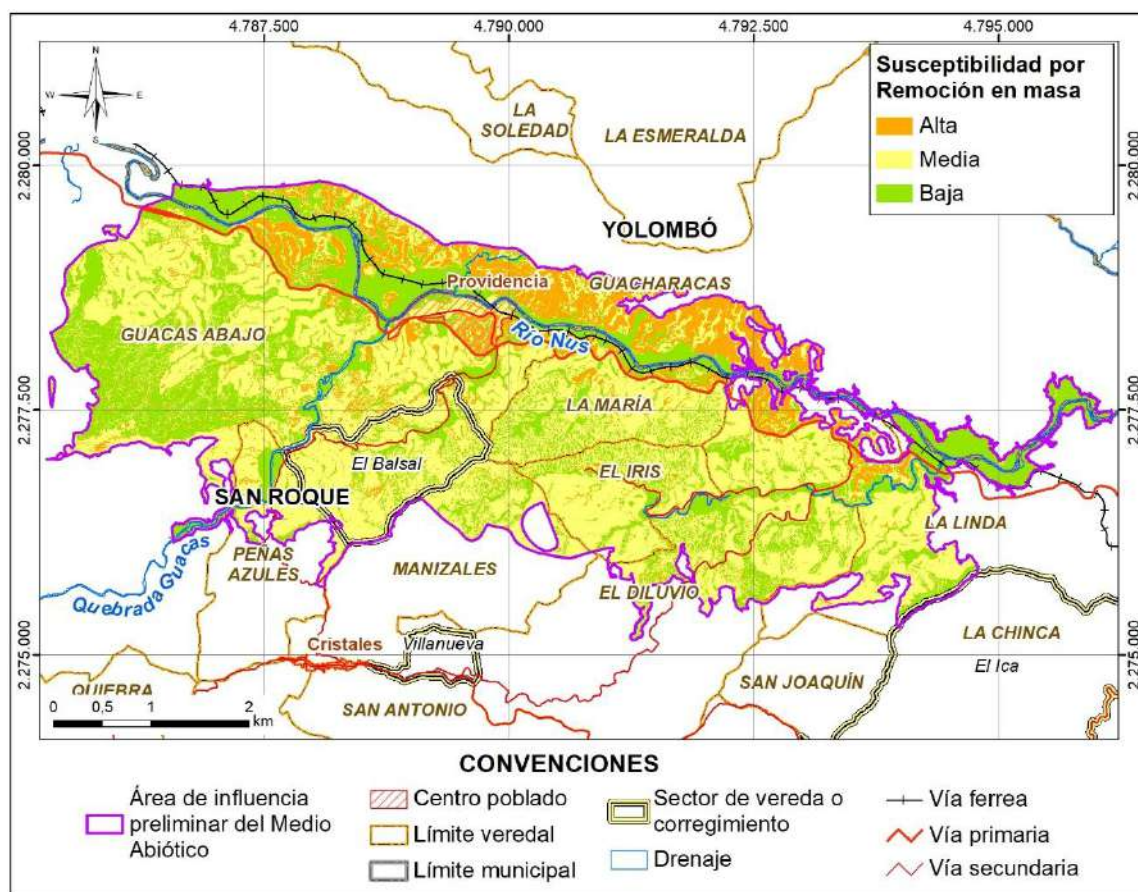 4.787.500
4.790.000
4.792.500
4.795.000
N
W
E
S
Susceptibilidad por
Remoción en masa
Alta
Media
Baja
2.280.000
2.280.000
LA
SOLEDAD
LA ESMERALDA
YOLOMBÓ
Providencia
GUACHARACAS
GUACAS ABAJO
Río Nus
2.277.500
2.277.500
LA MARÍA
El Balsal
EL IRIS
SAN ROQUE
LA LINDA
PEÑAS
AZULES
MANIZALES
Quebrada Guacas
EL DILUVIO
Cristales
Villanueva
LA CHINCA
El Ica
2.275.000
2.275.000
QUIEBRA
SAN JOAQUÍN
SAN ANTONIO
0 0,5 1 2
km
CONVENCIONES
Área de influencia
preliminar del Medio
Abiótico
Centro poblado
Límite veredal
Límite municipal
Sector de vereda o
corregimiento
Drenaje
Vía ferrea
Vía primaria
Vía secundaria